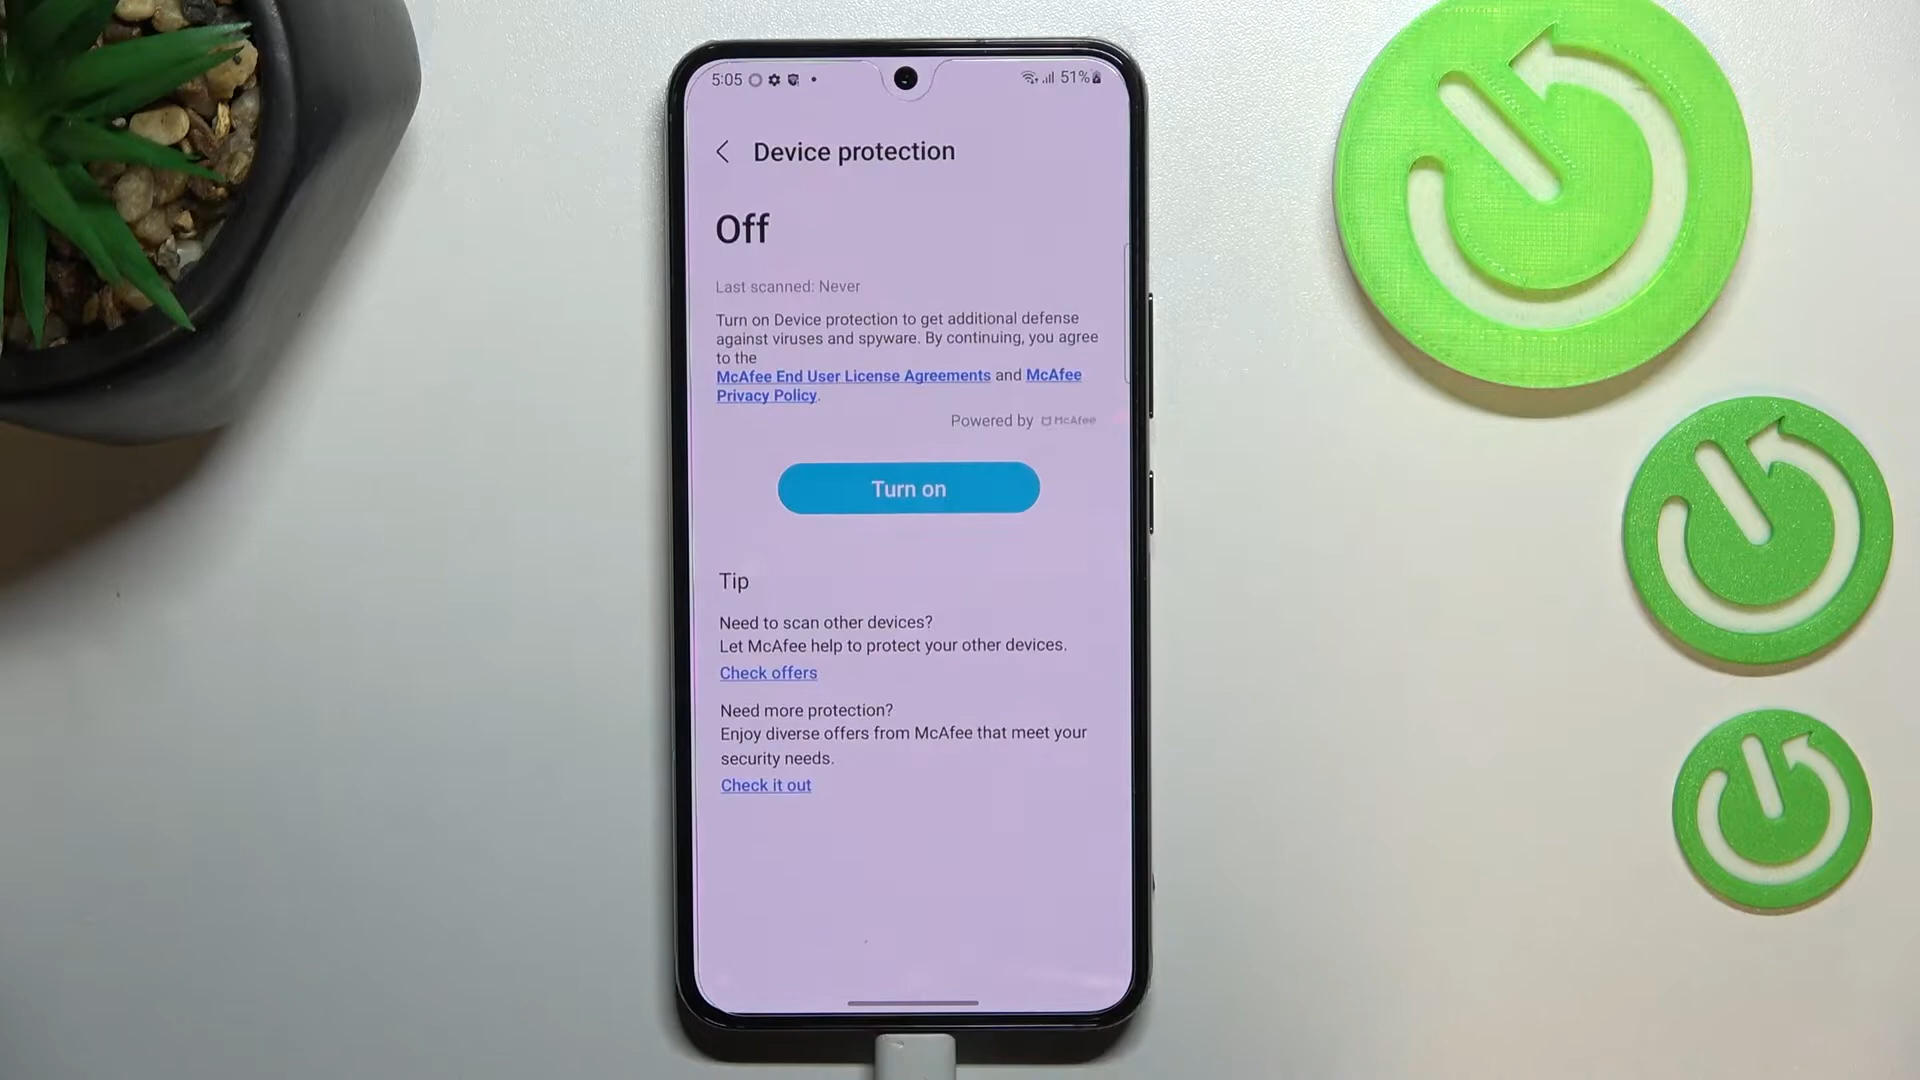 5:05
51%
Device protection
Off
Last scanned: Never
Turn on Device protection to get additional defense
against viruses and spyware. By continuing, you agree
to the
McAfee End User License Agreements and McAfee
Privacy Policy.
Powered by McAfee
Turn on
Tip
Need to scan other devices?
Let McAfee help to protect your other devices.
Check offers
Need more protection?
Enjoy diverse offers from McAfee that meet your
security needs.
Check it out